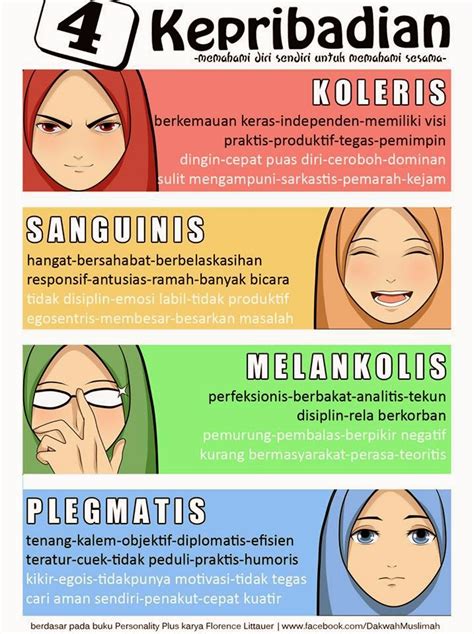 4 Kepribadian
-memahami diri sendiri untuk memahami sesama-
KOLERIS
berkemauan keras-independen-memiliki visi
praktis-produktif-tegas-pemimpin
dingin-cepat puas diri-ceroboh-dominan
sulit mengampuni-sarkastis-pemarah-kejam
SANGUINIS
hangat-bersahabat-berbelaskasihan
responsif-antusias-ramah-banyak bicara
tidak disiplin-emosi labil-tidak produktif
egosentris-membesar-besarkan masalah
MELANKOLIS
perfeksionis-berbakat-analitis-tekun
disiplin-rela berkorban
pemurung-pembalas-berpikir negatif
kurang bermasyarakat-perasa-teoritis
PLEGMATIS
tenang-kalem-objektif-diplomatis-efisien
teratur-cuek-tidak peduli-praktis-humoris
kikir-egois-tidakpunya motivasi-tidak tegas
cari aman sendiri-penakut-cepat kuatir
berdasar pada buku Personality Plus karya Florence Littauer | www.facebook.com/DakwahMuslimah